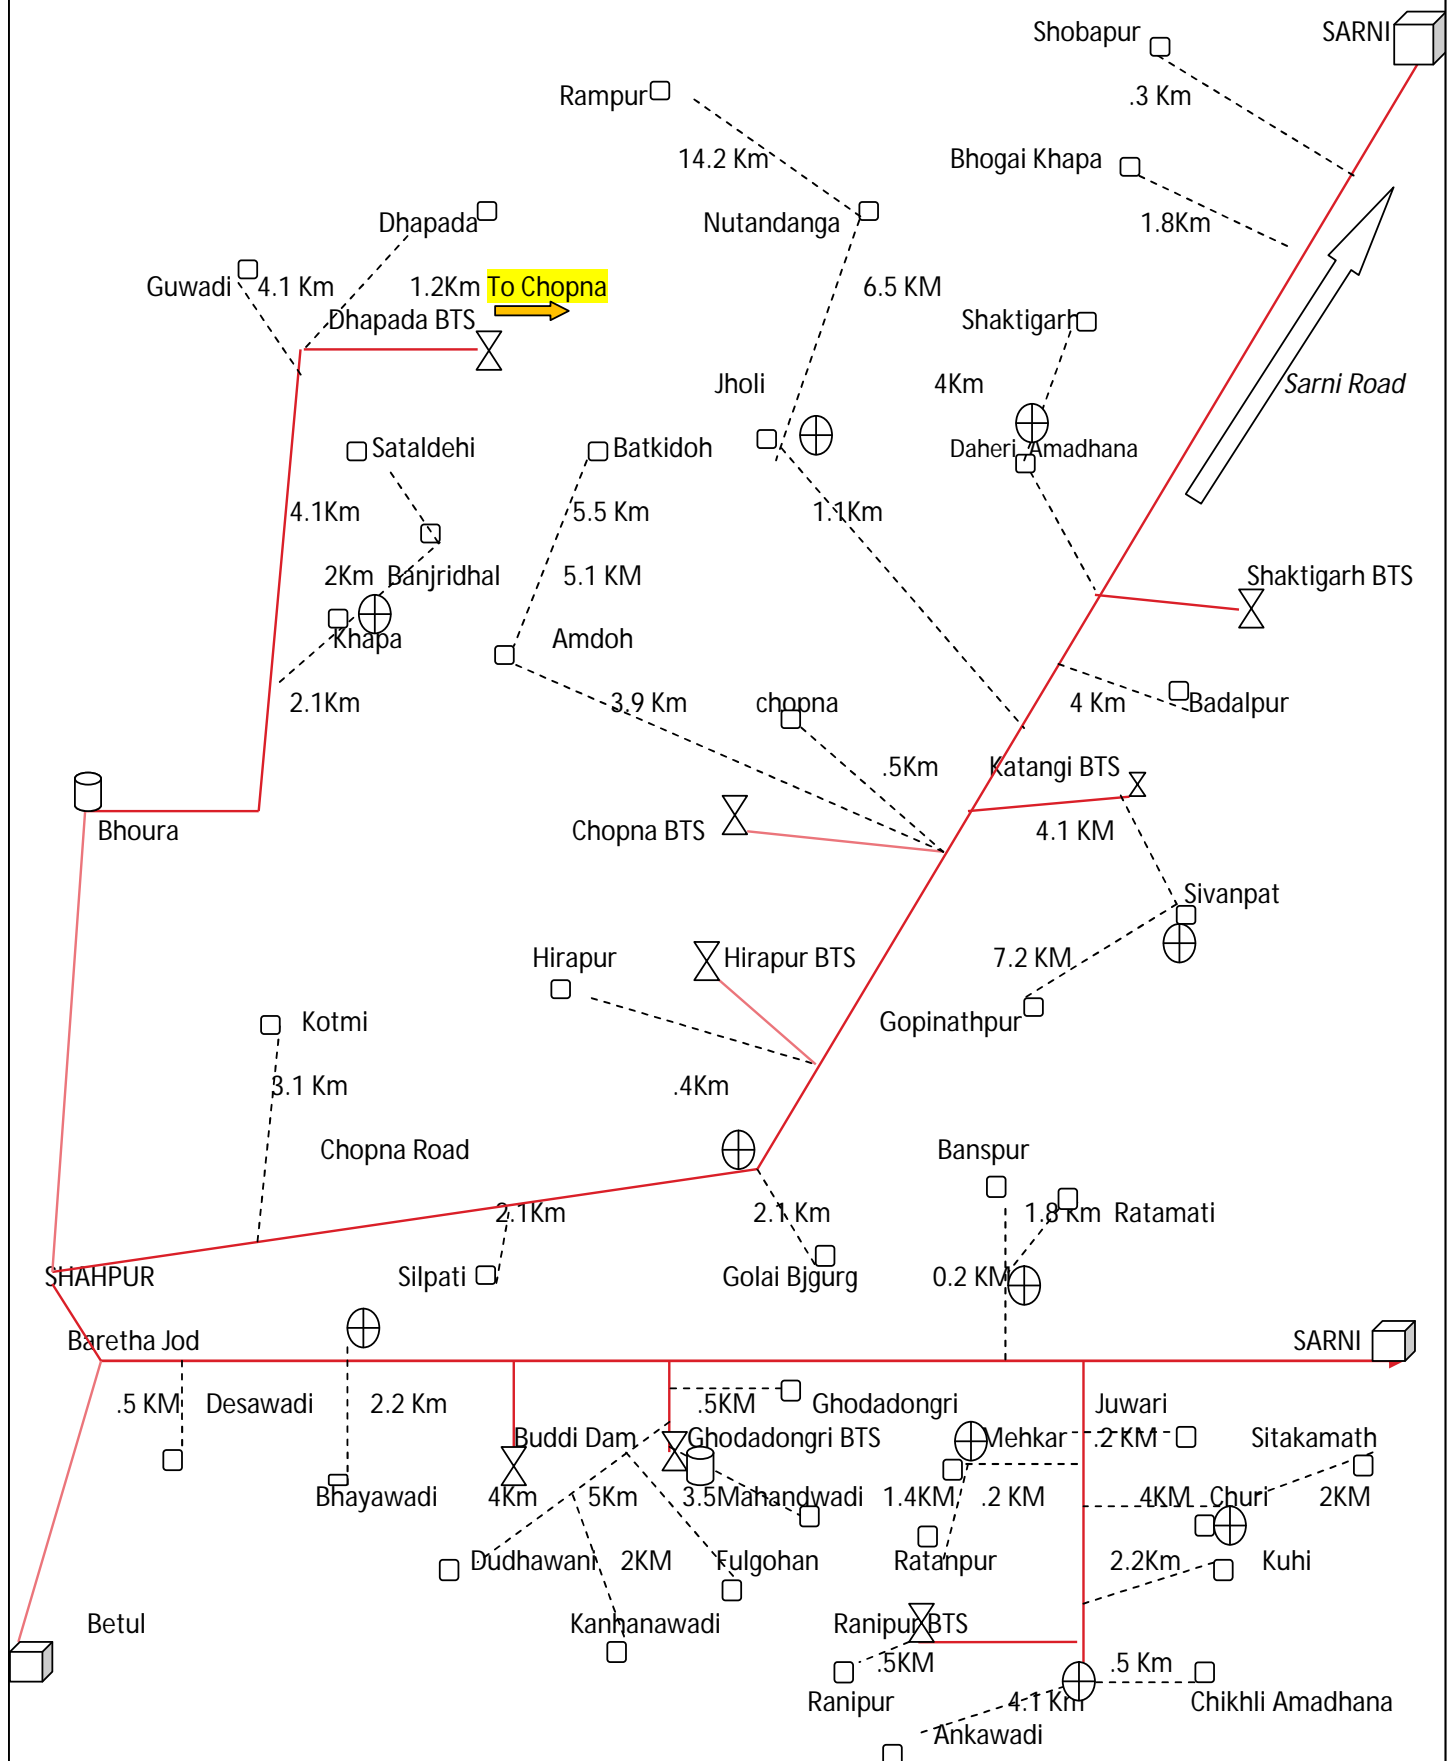 Shobapur SARNI
Rampur .3 Km
14.2 Km Bhogai Khapa
Dhapada Nutandanga 1.8Km
Guwadi 4.1 Km 1.2Km To Chopna 6.5 KM
Dhapada BTS Shaktigarh
Jholi 4Km Sarni Road
Sataldehi Batkidoh Daheri Amadhana
4.1Km 5.5 Km 1.1Km
2Km Banjridhal 5.1 KM Shaktigarh BTS
Khapa Amdoh
2.1Km 3.9 Km chopna 4 Km Badalpur
.5Km Katangi BTS
Bhoura Chopna BTS 4.1 KM
Sivanpat
Hirapur Hirapur BTS 7.2 KM
Kotmi Gopinathpur
3.1 Km .4Km
Chopna Road Banspur
2.1Km 2.1 Km 1.8 Km Ratamati
SHAHPUR Silpati Golai Bjgurg 0.2 KM
Baretha Jod SARNI
.5 KM Desawadi 2.2 Km .5KM Ghodadongri Juwari
Buddi Dam Ghodadongri BTS Mehkar .2 KM Sitakamath
Bhayawadi 4Km 5Km 3.5Mahandwadi 1.4KM .2 KM 4KM Churi 2KM
Dudhawani 2KM Fulgohan Ratanpur 2.2Km Kuhi
Betul Kanhanawadi Ranipur BTS
.5KM .5 Km
Ranipur 4.1 Km Chikhli Amadhana
Ankawadi